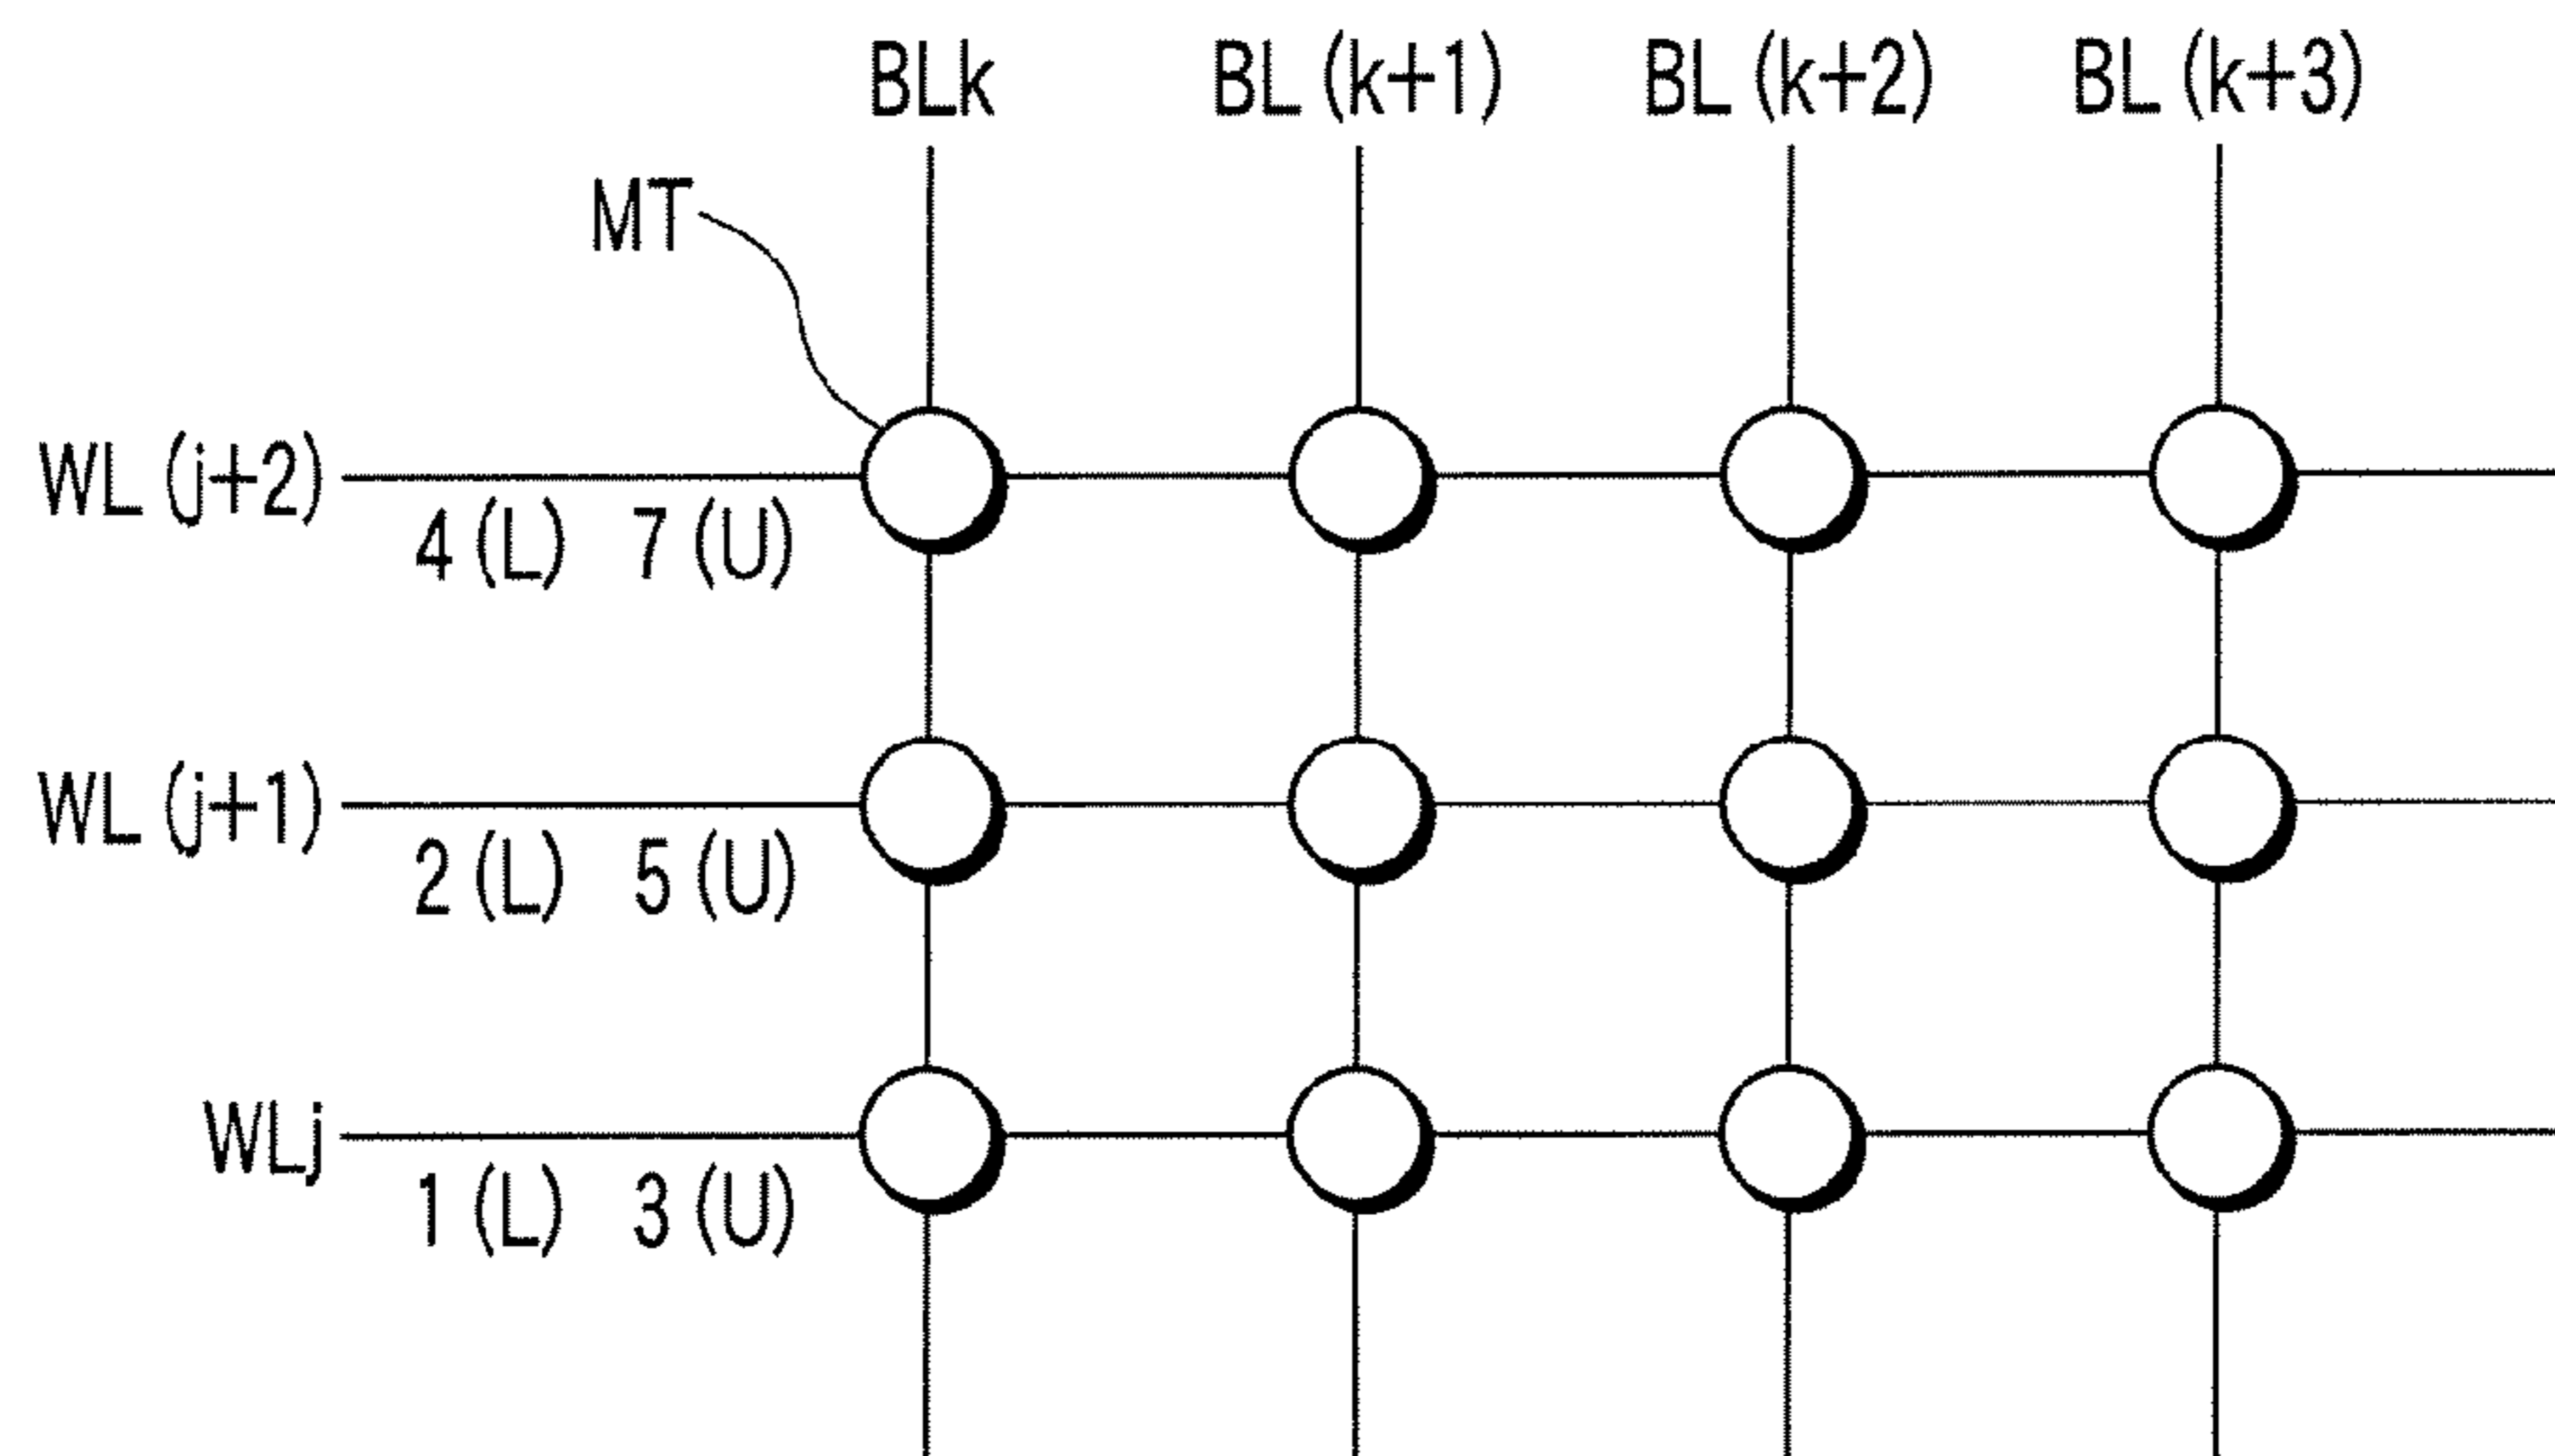 BLk BL (k+1) BL (k+2) BL (k+3)
MT
WL (j+2)
4 (L) 7 (U)
WL (j+1)
2 (L) 5 (U)
WLj
1 (L) 3 (U)